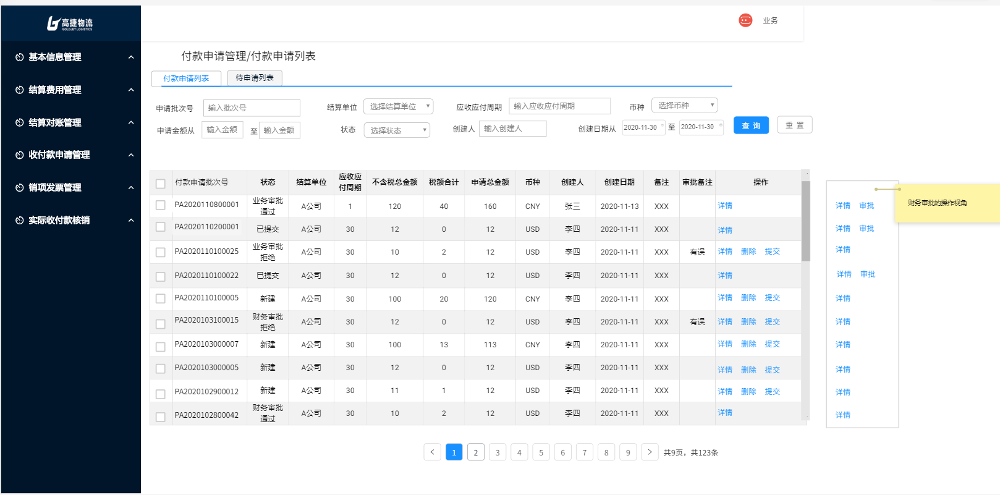 高捷物流
GOLDJET LOGISTICS
业务
基本信息管理
结算费用管理
结算对账管理
收付款申请管理
销项发票管理
实际收付款核销
付款申请管理/付款申请列表
付款申请列表 待申请列表
申请批次号 输入批次号 结算单位 选择结算单位 应收应付周期 输入应收应付周期 币种 选择币种
申请金额从 输入金额 至 输入金额 状态 选择状态 创建人 输入创建人 创建日期从 2020-11-30 至 2020-11-30 查 询 重 置
付款申请批次号 状态 结算单位 应收应付周期 不含税总金额 税额合计 申请总金额 币种 创建人 创建日期 备注 审批备注 操作
PA2020110800001 业务审批通过 A公司 1 120 40 160 CNY 张三 2020-11-13 XXX 详情
PA2020110200001 已提交 A公司 30 12 0 12 USD 李四 2020-11-11 XXX 详情
PA2020110100025 业务审批拒绝 A公司 30 10 2 12 USD 李四 2020-11-11 XXX 有误 详情 删除 提交
PA2020110100022 已提交 A公司 30 12 0 12 USD 李四 2020-11-11 XXX 详情
PA2020110100005 新建 A公司 30 100 20 120 CNY 李四 2020-11-11 XXX 详情 删除 提交
PA2020103100015 财务审批拒绝 A公司 30 12 0 12 USD 李四 2020-11-11 XXX 有误 详情 删除 提交
PA2020103000007 新建 A公司 30 100 13 113 CNY 李四 2020-11-11 XXX 详情 删除 提交
PA2020103000005 新建 A公司 30 12 0 12 USD 李四 2020-11-11 XXX 详情 删除 提交
PA2020102900012 新建 A公司 30 11 1 12 USD 李四 2020-11-11 XXX 详情 删除 提交
PA2020102800042 财务审批通过 A公司 30 10 2 12 USD 李四 2020-11-11 XXX 详情
财务审批的操作视角
详情 审批
详情 审批
详情
详情 审批
详情
详情
详情
详情
详情
详情
< 1 2 3 4 5 6 7 8 9 > 共9页，共123条